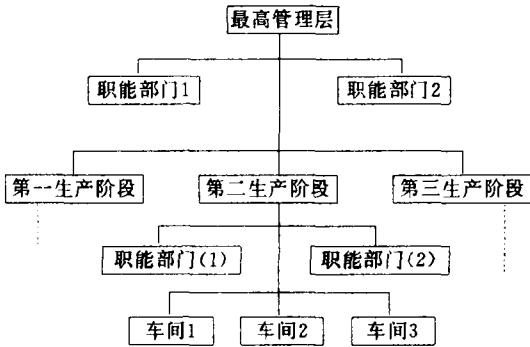 最高管理层
职能部门1
职能部门2
第一生产阶段
第二生产阶段
第三生产阶段
职能部门(1)
职能部门(2)
车间1
车间2
车间3